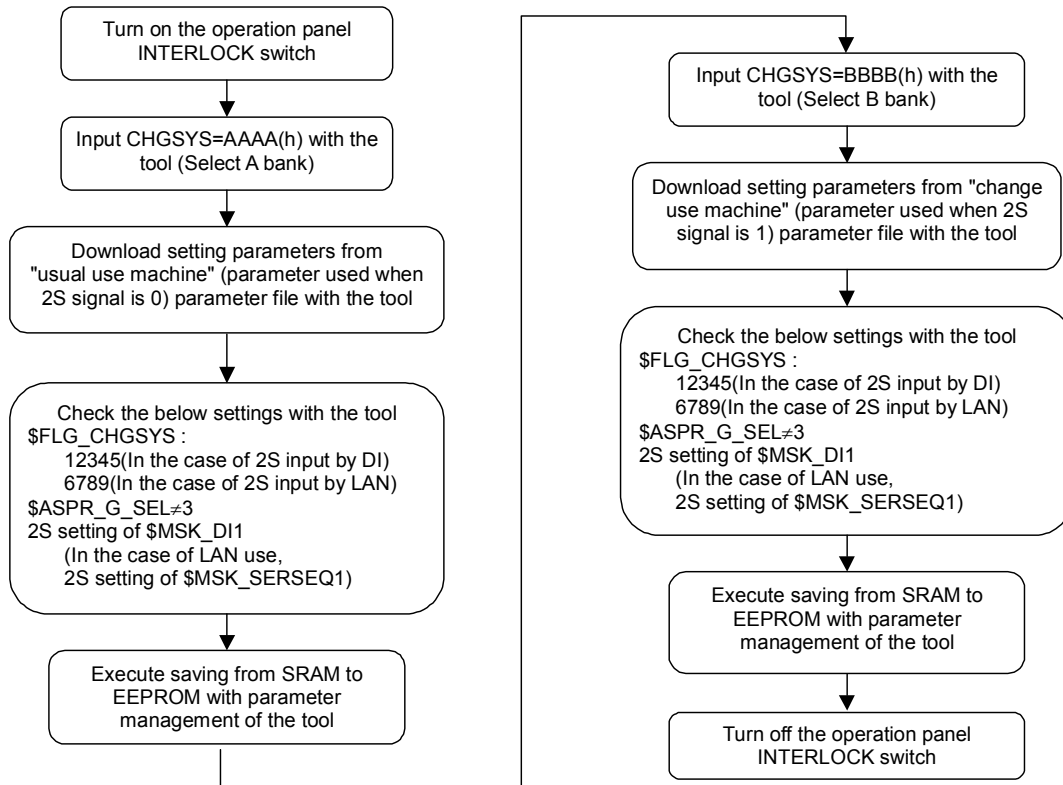 Turn on the operation panel
INTERLOCK switch
Input CHGSYS=AAAA(h) with the
tool (Select A bank)
Download setting parameters from
"usual use machine" (parameter used when
2S signal is 0) parameter file with the tool
Check the below settings with the tool
$FLG_CHGSYS :
12345(In the case of 2S input by DI)
6789(In the case of 2S input by LAN)
$ASPR_G_SEL≠3
2S setting of $MSK_DI1
(In the case of LAN use,
2S setting of $MSK_SERSEQ1)
Execute saving from SRAM to
EEPROM with parameter
management of the tool
Input CHGSYS=BBBB(h) with the
tool (Select B bank)
Download setting parameters from "change
use machine" (parameter used when 2S
signal is 1) parameter file with the tool
Check the below settings with the tool
$FLG_CHGSYS :
12345(In the case of 2S input by DI)
6789(In the case of 2S input by LAN)
$ASPR_G_SEL≠3
2S setting of $MSK_DI1
(In the case of LAN use,
2S setting of $MSK_SERSEQ1)
Execute saving from SRAM to
EEPROM with parameter
management of the tool
Turn off the operation panel
INTERLOCK switch